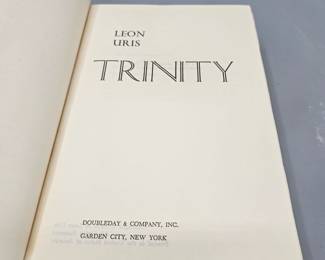 LEON
URIS
TRINITY
DOUBLEDAY & COMPANY, INC.
GARDEN CITY, NEW YORK